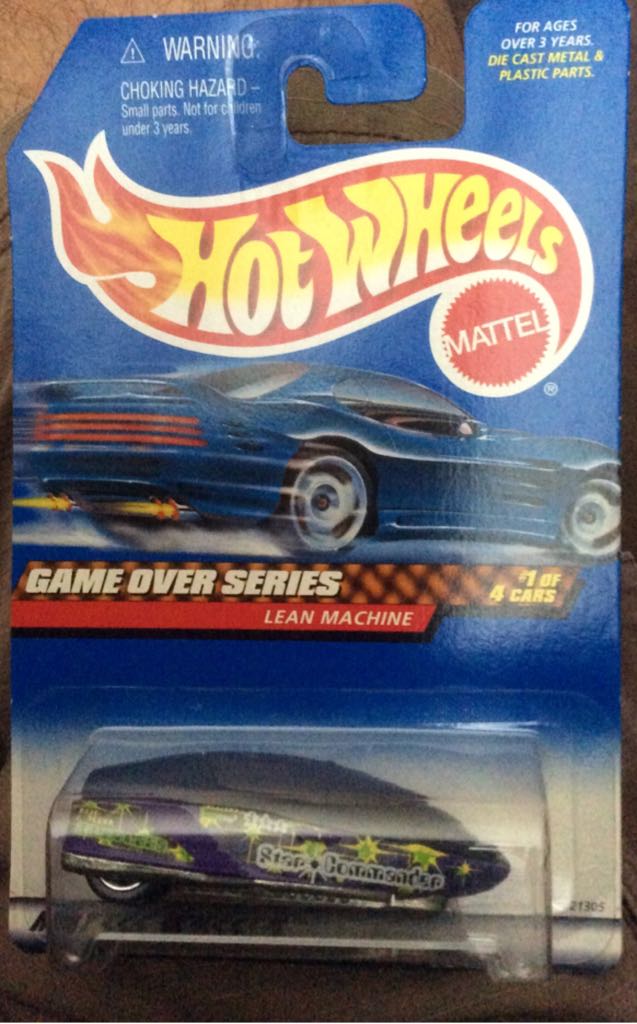 WARNING:
CHOKING HAZARD –
Small parts. Not for children
under 3 years.
FOR AGES
OVER 3 YEARS.
DIE CAST METAL &
PLASTIC PARTS.
HOT WHEELS
MATTEL
®
GAME OVER SERIES
#1 OF
4 CARS
LEAN MACHINE
Star Commander
21305